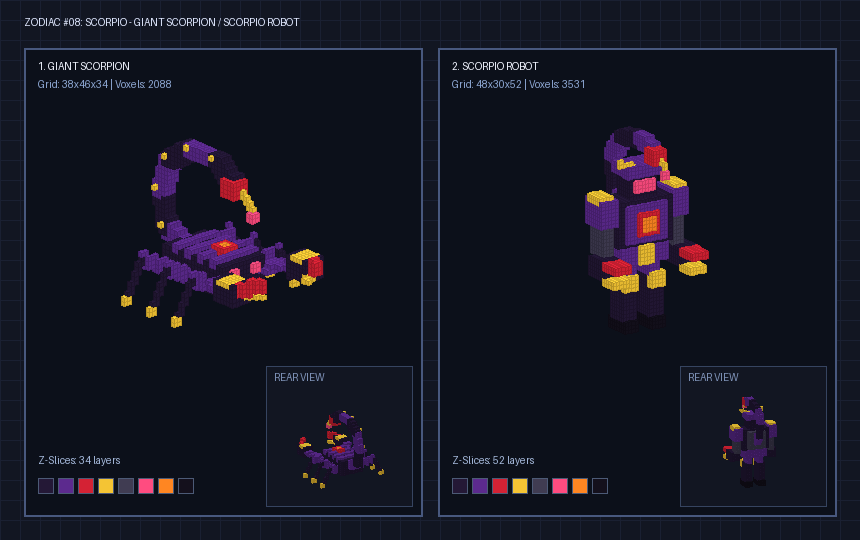 ZODIAC #08: SCORPIO - GIANT SCORPION / SCORPIO ROBOT
1. GIANT SCORPION
Grid: 38x46x34 | Voxels: 2088
REAR VIEW
Z-Slices: 34 layers
2. SCORPIO ROBOT
Grid: 48x30x52 | Voxels: 3531
REAR VIEW
Z-Slices: 52 layers